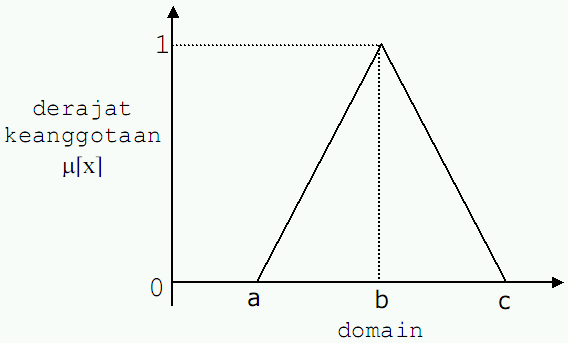 1
derajat
keanggotaan
μ[x]
0
a b c
domain